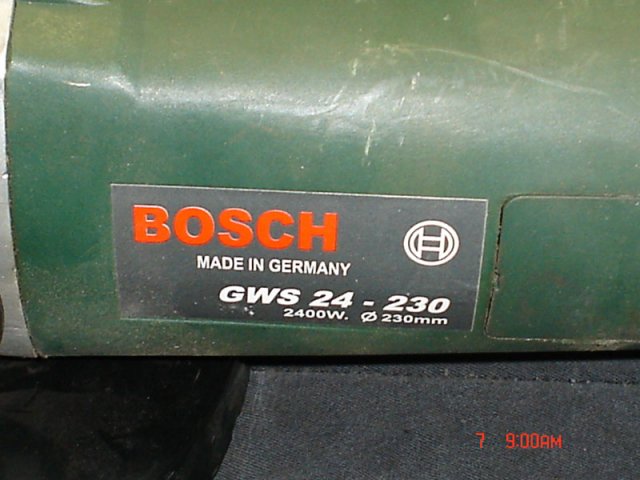 BOSCH
MADE IN GERMANY
GWS 24 - 230
2400W. Ø 230mm
7 9:00AM